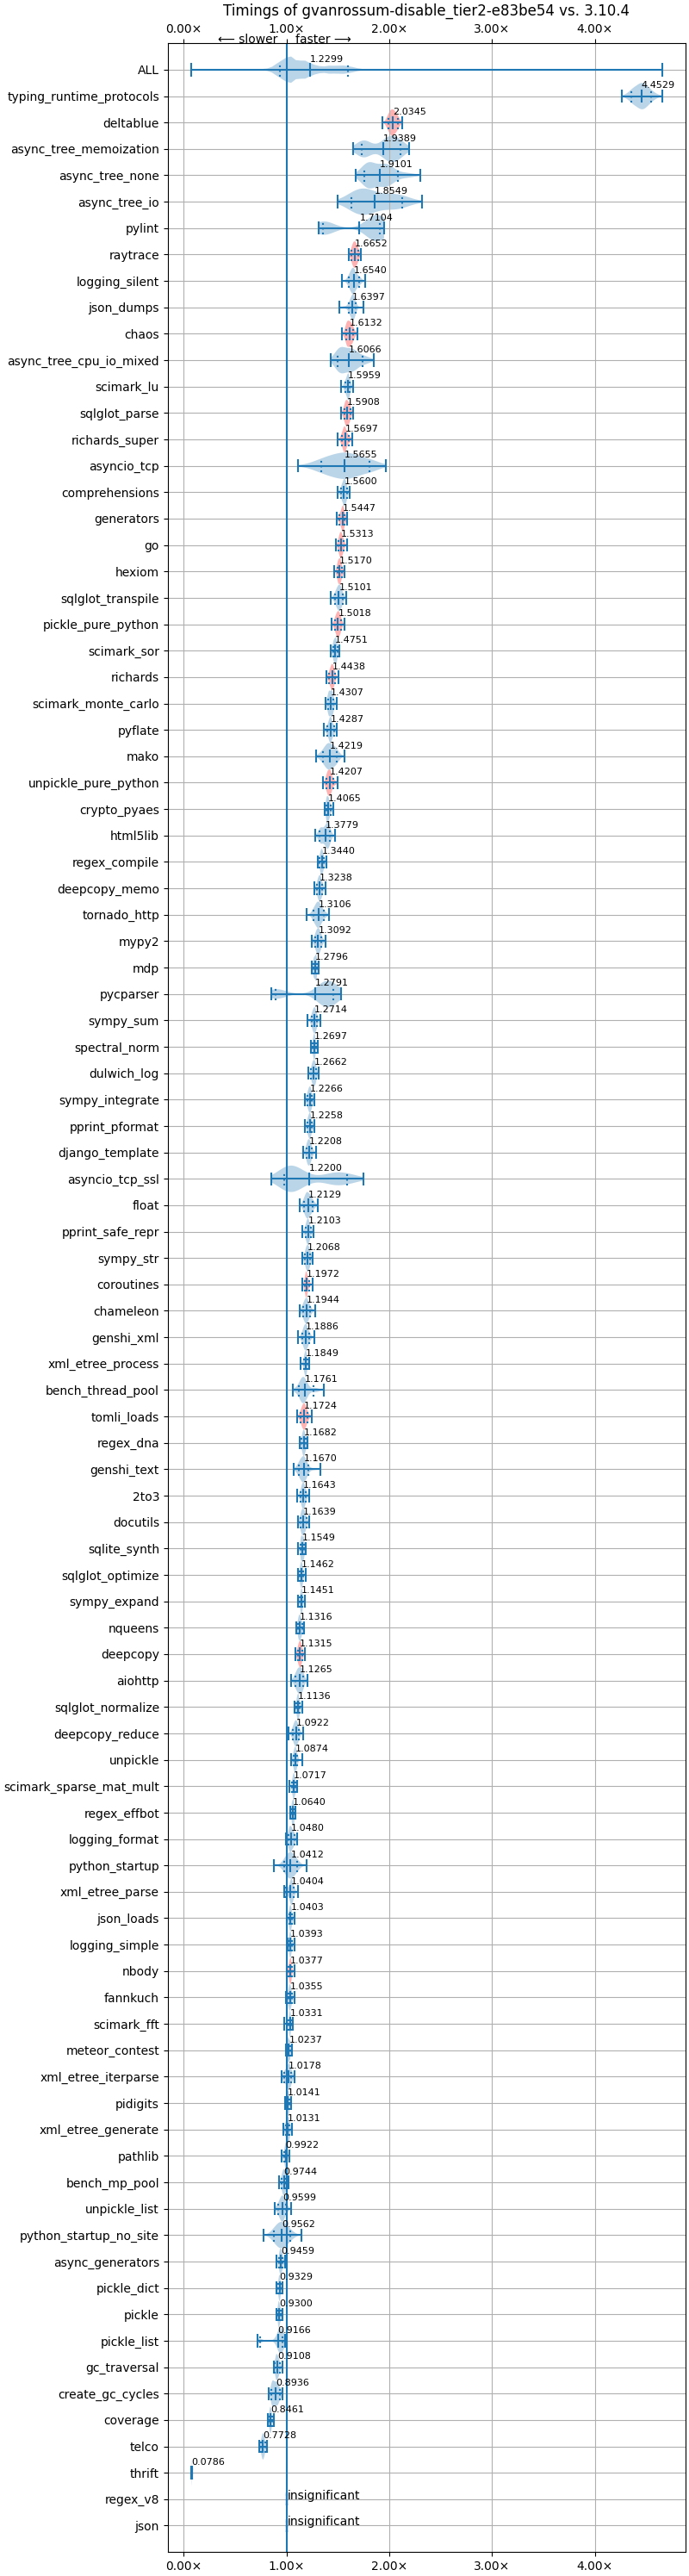 Timings of gvanrossum-disable_tier2-e83be54 vs. 3.10.4
0.00× 1.00× 2.00× 3.00× 4.00×
← slower faster →
ALL 1.2299
typing_runtime_protocols 4.4529
deltablue 2.0345
async_tree_memoization 1.9389
async_tree_none 1.9101
async_tree_io 1.8549
pylint 1.7104
raytrace 1.6652
logging_silent 1.6540
json_dumps 1.6397
chaos 1.6132
async_tree_cpu_io_mixed 1.6066
scimark_lu 1.5959
sqlglot_parse 1.5908
richards_super 1.5697
asyncio_tcp 1.5655
comprehensions 1.5600
generators 1.5447
go 1.5313
hexiom 1.5170
sqlglot_transpile 1.5101
pickle_pure_python 1.5018
scimark_sor 1.4751
richards 1.4438
scimark_monte_carlo 1.4307
pyflate 1.4287
mako 1.4219
unpickle_pure_python 1.4207
crypto_pyaes 1.4065
html5lib 1.3779
regex_compile 1.3440
deepcopy_memo 1.3238
tornado_http 1.3106
mypy2 1.3092
mdp 1.2796
pycparser 1.2791
sympy_sum 1.2714
spectral_norm 1.2697
dulwich_log 1.2662
sympy_integrate 1.2266
pprint_pformat 1.2258
django_template 1.2208
asyncio_tcp_ssl 1.2200
float 1.2129
pprint_safe_repr 1.2103
sympy_str 1.2068
coroutines 1.1972
chameleon 1.1944
genshi_xml 1.1886
xml_etree_process 1.1849
bench_thread_pool 1.1761
tomli_loads 1.1724
regex_dna 1.1682
genshi_text 1.1670
2to3 1.1643
docutils 1.1639
sqlite_synth 1.1549
sqlglot_optimize 1.1462
sympy_expand 1.1451
nqueens 1.1316
deepcopy 1.1315
aiohttp 1.1265
sqlglot_normalize 1.1136
deepcopy_reduce 1.0922
unpickle 1.0874
scimark_sparse_mat_mult 1.0717
regex_effbot 1.0640
logging_format 1.0480
python_startup 1.0412
xml_etree_parse 1.0404
json_loads 1.0403
logging_simple 1.0393
nbody 1.0377
fannkuch 1.0355
scimark_fft 1.0331
meteor_contest 1.0237
xml_etree_iterparse 1.0178
pidigits 1.0141
xml_etree_generate 1.0131
pathlib 0.9922
bench_mp_pool 0.9744
unpickle_list 0.9599
python_startup_no_site 0.9562
async_generators 0.9459
pickle_dict 0.9329
pickle 0.9300
pickle_list 0.9166
gc_traversal 0.9108
create_gc_cycles 0.8936
coverage 0.8461
telco 0.7728
thrift 0.0786
regex_v8 insignificant
json insignificant
0.00× 1.00× 2.00× 3.00× 4.00×